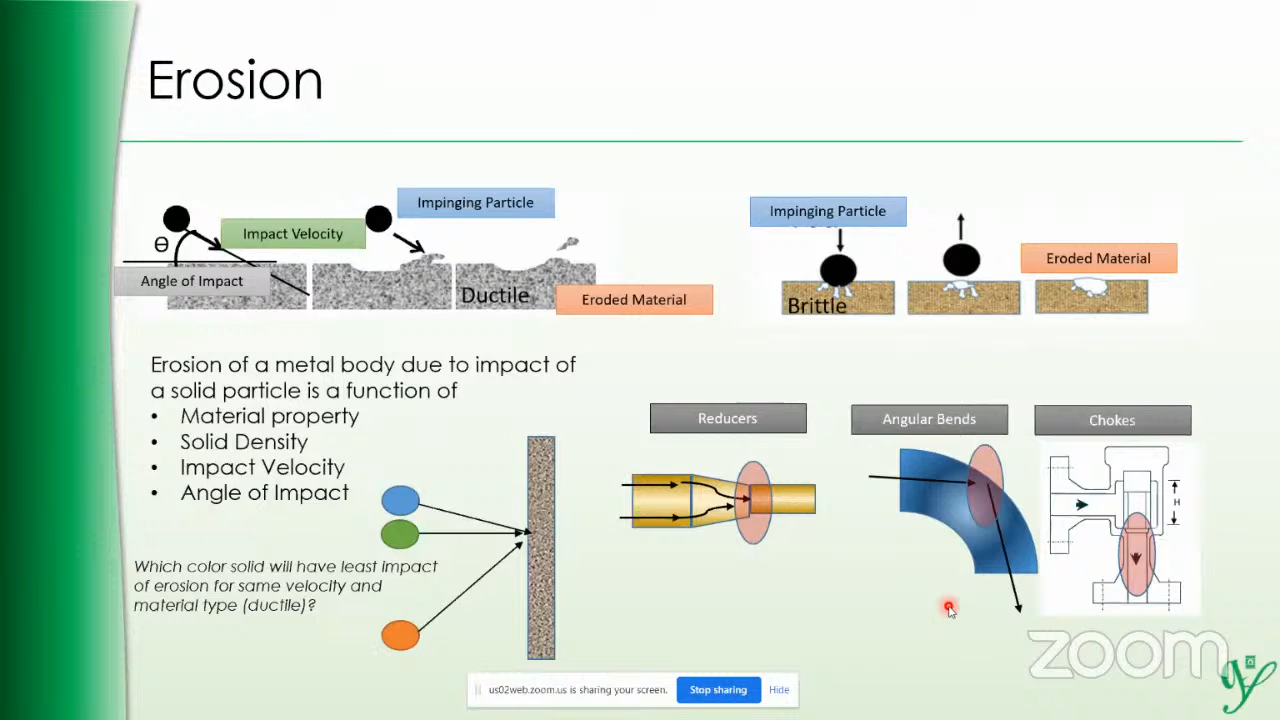 Erosion
Impinging Particle
Impact Velocity
Θ
Angle of Impact
Ductile
Eroded Material
Impinging Particle
Eroded Material
Brittle
Erosion of a metal body due to impact of
a solid particle is a function of
• Material property
• Solid Density
• Impact Velocity
• Angle of Impact
Which color solid will have least impact
of erosion for same velocity and
material type (ductile)?
Reducers
Angular Bends
Chokes
H
zoom
us02web.zoom.us is sharing your screen.
Stop sharing
Hide